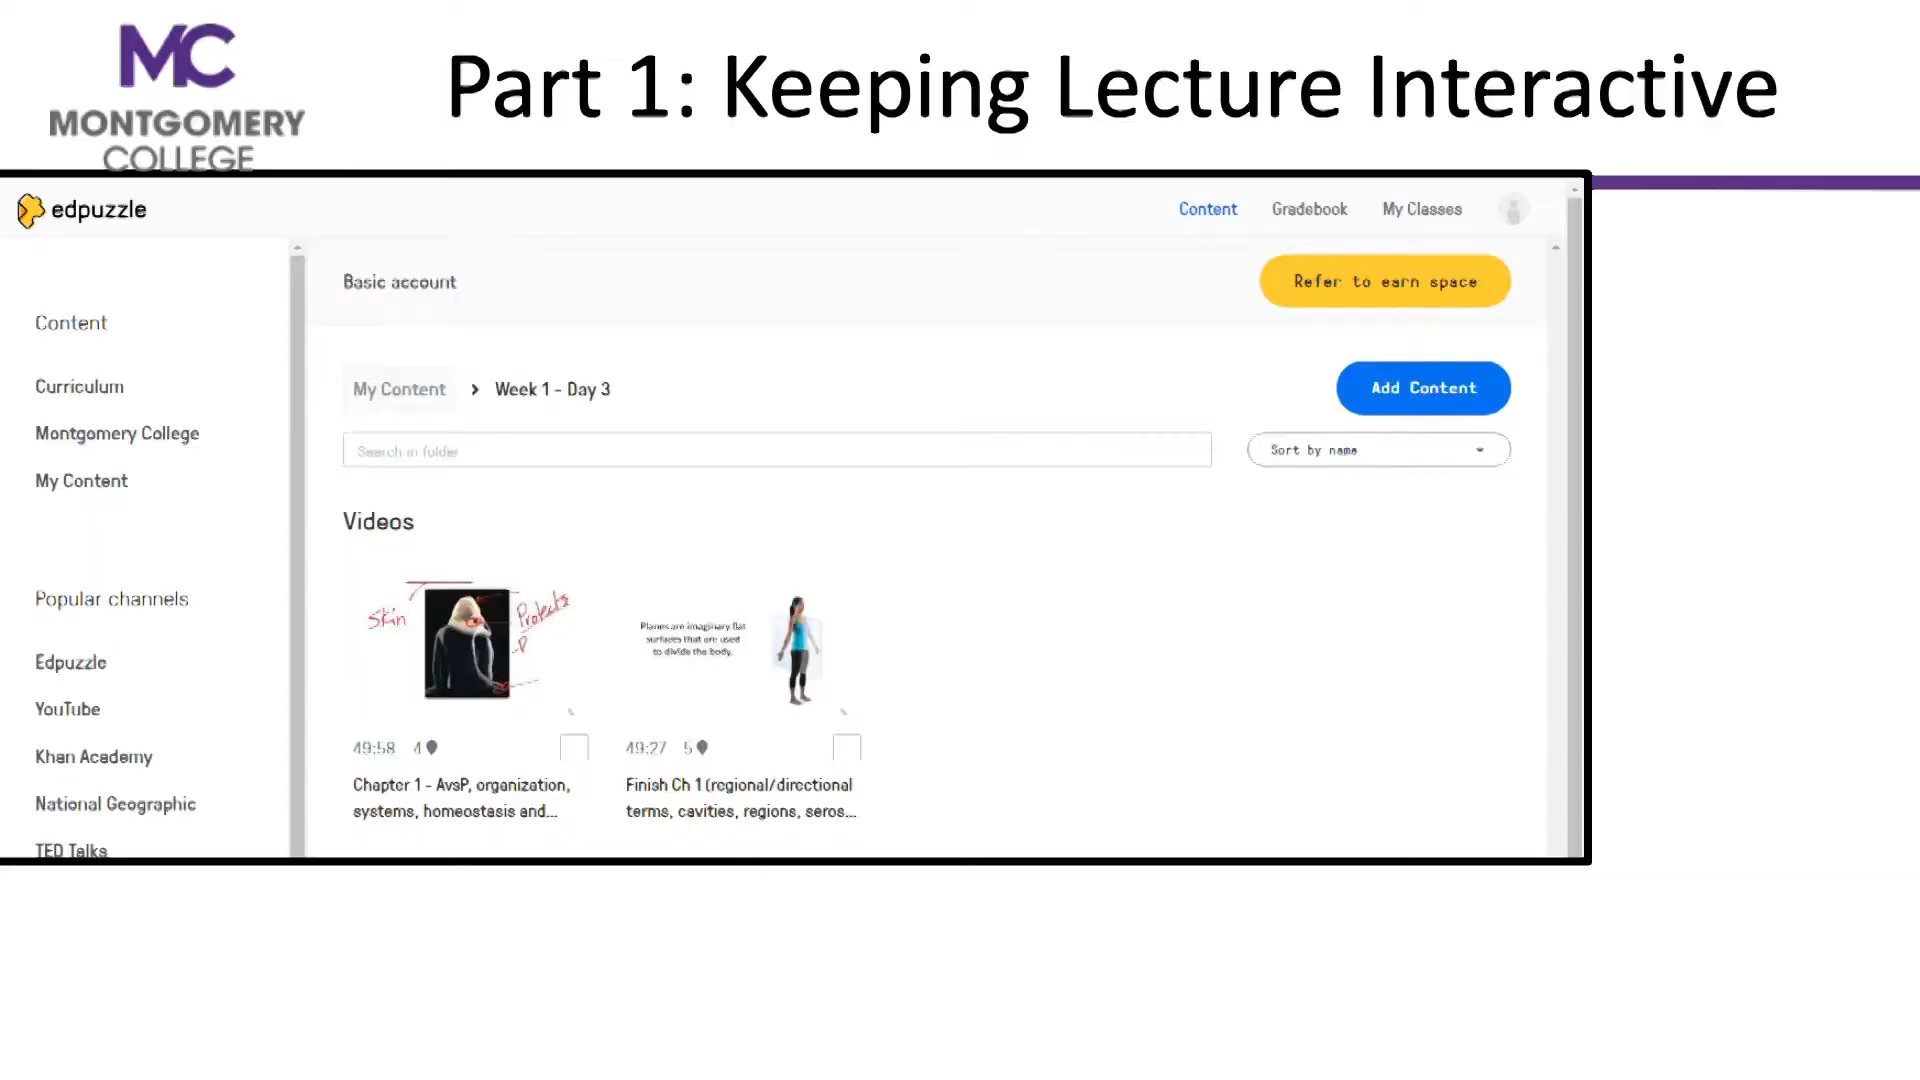 MC
MONTGOMERY
COLLEGE
Part 1: Keeping Lecture Interactive
edpuzzle
Content
Gradebook
My Classes
Basic account
Refer to earn space
Content
Curriculum
Montgomery College
My Content
Popular channels
Edpuzzle
YouTube
Khan Academy
National Geographic
TED Talks
My Content > Week 1 - Day 3
Add Content
Search in folder
Sort by name
Videos
Skin
Protects
Planes are imaginary flat
surfaces that are used
to divide the body.
49:58 4
Chapter 1 - AvsP, organization,
systems, homeostasis and...
49:27 5
Finish Ch 1 (regional/directional
terms, cavities, regions, seros...